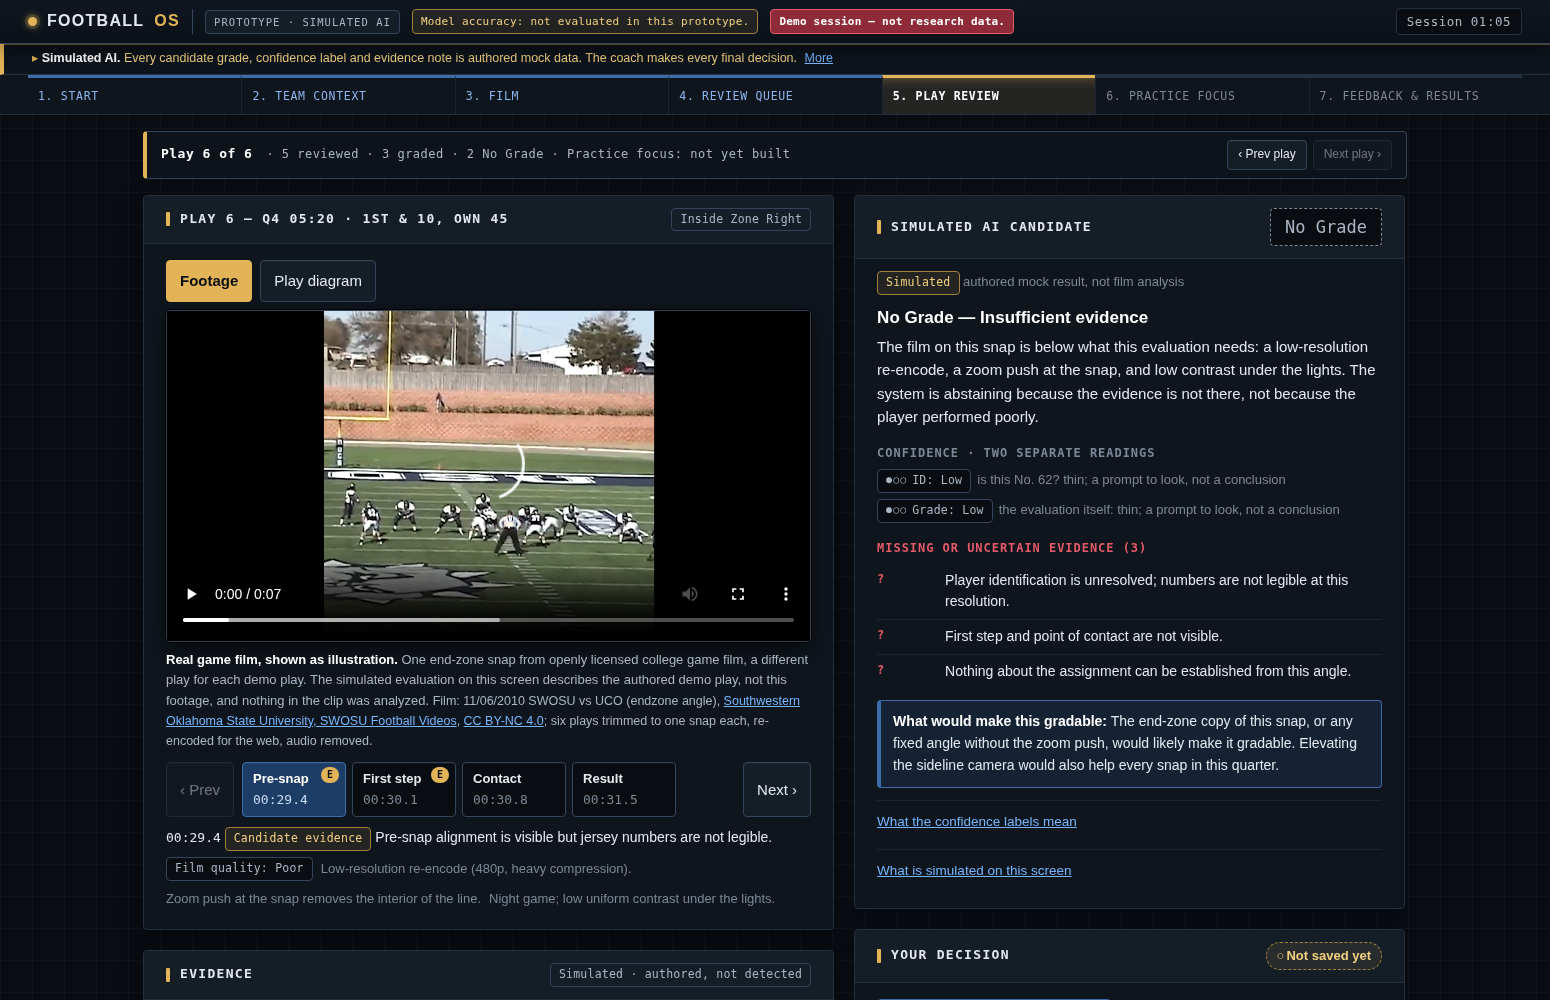 FOOTBALL OS
PROTOTYPE · SIMULATED AI
Model accuracy: not evaluated in this prototype.
Demo session — not research data.
Session 01:05
▸ Simulated AI. Every candidate grade, confidence label and evidence note is authored mock data. The coach makes every final decision. More
1. START
2. TEAM CONTEXT
3. FILM
4. REVIEW QUEUE
5. PLAY REVIEW
6. PRACTICE FOCUS
7. FEEDBACK & RESULTS
Play 6 of 6 · 5 reviewed · 3 graded · 2 No Grade · Practice focus: not yet built
‹ Prev play
Next play ›
PLAY 6 — Q4 05:20 · 1ST & 10, OWN 45
Inside Zone Right
Footage
Play diagram
0:00 / 0:07
Real game film, shown as illustration. One end-zone snap from openly licensed college game film, a different
play for each demo play. The simulated evaluation on this screen describes the authored demo play, not this
footage, and nothing in the clip was analyzed. Film: 11/06/2010 SWOSU vs UCO (endzone angle), Southwestern
Oklahoma State University, SWOSU Football Videos, CC BY-NC 4.0; six plays trimmed to one snap each, re-
encoded for the web, audio removed.
‹ Prev
Pre-snap E
00:29.4
First step E
00:30.1
Contact
00:30.8
Result
00:31.5
Next ›
00:29.4 Candidate evidence Pre-snap alignment is visible but jersey numbers are not legible.
Film quality: Poor Low-resolution re-encode (480p, heavy compression).
Zoom push at the snap removes the interior of the line. Night game; low uniform contrast under the lights.
EVIDENCE
Simulated · authored, not detected
SIMULATED AI CANDIDATE
No Grade
Simulated authored mock result, not film analysis
No Grade — Insufficient evidence
The film on this snap is below what this evaluation needs: a low-resolution
re-encode, a zoom push at the snap, and low contrast under the lights. The
system is abstaining because the evidence is not there, not because the
player performed poorly.
CONFIDENCE · TWO SEPARATE READINGS
●○○ ID: Low is this No. 62? thin; a prompt to look, not a conclusion
●○○ Grade: Low the evaluation itself: thin; a prompt to look, not a conclusion
MISSING OR UNCERTAIN EVIDENCE (3)
? Player identification is unresolved; numbers are not legible at this
resolution.
? First step and point of contact are not visible.
? Nothing about the assignment can be established from this angle.
What would make this gradable: The end-zone copy of this snap, or any
fixed angle without the zoom push, would likely make it gradable. Elevating
the sideline camera would also help every snap in this quarter.
What the confidence labels mean
What is simulated on this screen
YOUR DECISION
○ Not saved yet